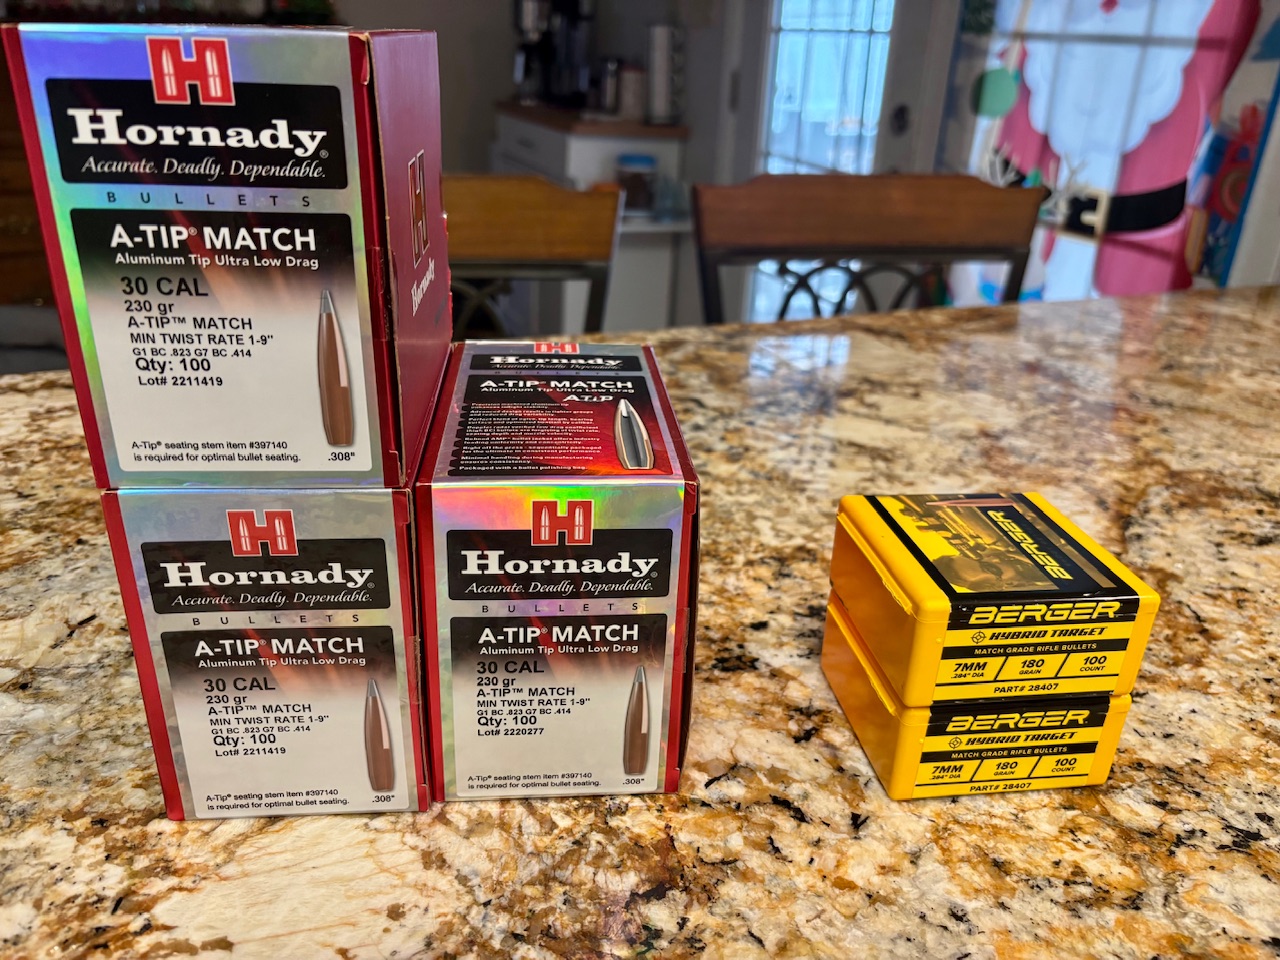 H
Hornady®
Accurate. Deadly. Dependable.
BULLETS
A-TIP® MATCH
Aluminum Tip Ultra Low Drag
30 CAL
230 gr
A-TIP™ MATCH
MIN TWIST RATE 1-9"
G1 BC .823 G7 BC .414
Qty: 100
Lot# 2211419
A-Tip® seating stem item #397140
is required for optimal bullet seating.
.308"
H
Hornady
H
Hornady®
Accurate. Deadly. Dependable.
BULLETS
A-TIP® MATCH
Aluminum Tip Ultra Low Drag
30 CAL
230 gr
A-TIP™ MATCH
MIN TWIST RATE 1-9"
G1 BC .823 G7 BC .414
Qty: 100
Lot# 2211419
A-Tip® seating stem item #397140
is required for optimal bullet seating.
.308"
H
Hornady
Accurate. Deadly. Dependable.
BULLETS
A-TIP® MATCH
Aluminum Tip Ultra Low Drag
A-TIP
Packaged with a bullet polishing bag.
H
Hornady®
Accurate. Deadly. Dependable.
BULLETS
A-TIP® MATCH
Aluminum Tip Ultra Low Drag
30 CAL
230 gr
A-TIP™ MATCH
MIN TWIST RATE 1-9"
G1 BC .823 G7 BC .414
Qty: 100
Lot# 2220277
A-Tip® seating stem item #397140
is required for optimal bullet seating.
.308"
BERGER
BERGER
HYBRID TARGET
MATCH GRADE RIFLE BULLETS
7MM 180 100
.284" DIA GRAIN COUNT
PART# 28407
BERGER
HYBRID TARGET
MATCH GRADE RIFLE BULLETS
7MM 180 100
.284" DIA GRAIN COUNT
PART# 28407